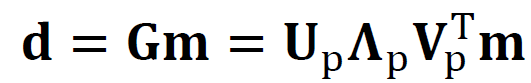 𝐝 = 𝐆𝐦 = 𝐔ₚ𝚲ₚ𝐕ₚᵀ𝐦